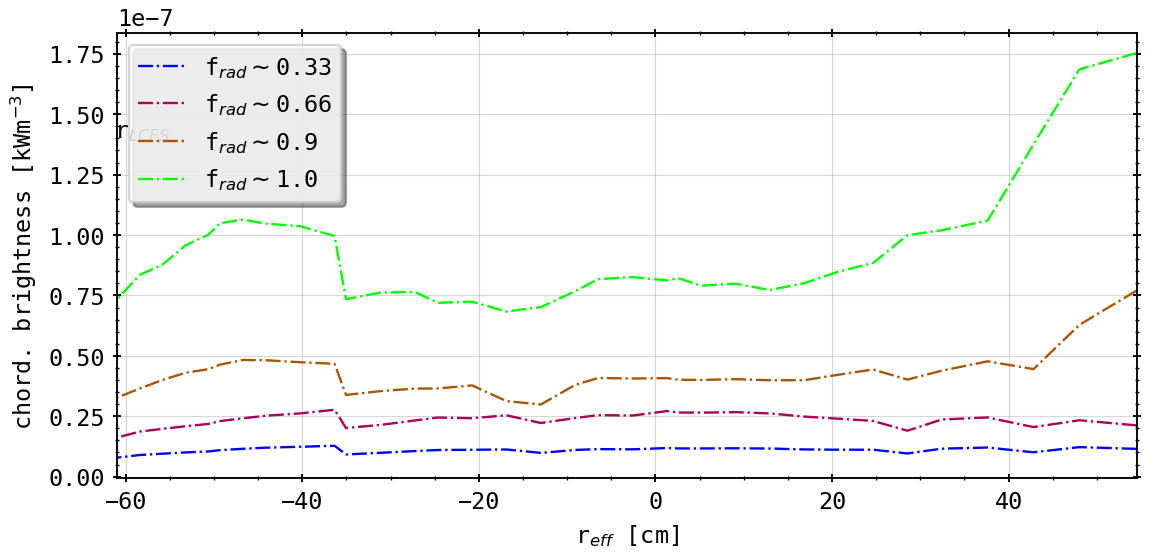 1e−7
chord. brightness [kWm⁻³]
1.75
1.50
1.25
1.00
0.75
0.50
0.25
0.00
r_LCFS
f_rad ~ 0.33
f_rad ~ 0.66
f_rad ~ 0.9
f_rad ~ 1.0
−60
−40
−20
0
20
40
r_eff [cm]